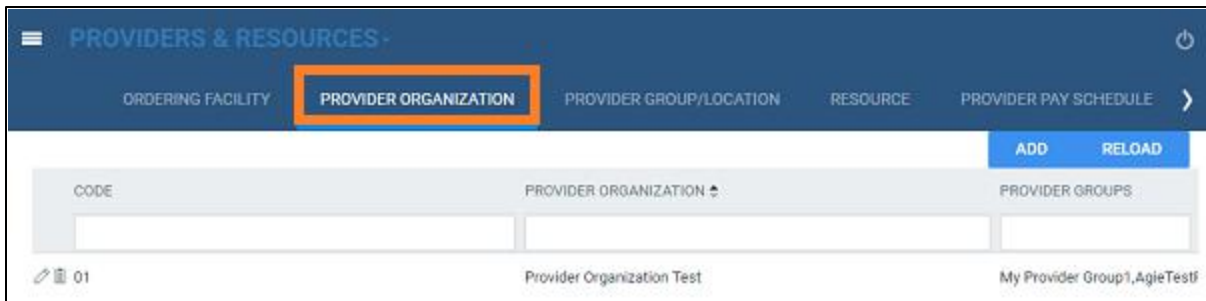 PROVIDERS & RESOURCES
ORDERING FACILITY PROVIDER ORGANIZATION PROVIDER GROUP/LOCATION RESOURCE PROVIDER PAY SCHEDULE
ADD RELOAD
CODE PROVIDER ORGANIZATION PROVIDER GROUPS
01 Provider Organization Test My Provider Group1,AgieTest